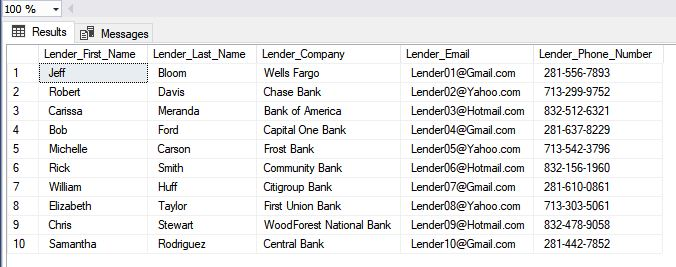 100 %
Results Messages
Lender_First_Name Lender_Last_Name Lender_Company Lender_Email Lender_Phone_Number
1 Jeff Bloom Wells Fargo Lender01@Gmail.com 281-556-7893
2 Robert Davis Chase Bank Lender02@Yahoo.com 713-299-9752
3 Carissa Meranda Bank of America Lender03@Hotmail.com 832-512-6321
4 Bob Ford Capital One Bank Lender04@Gmail.com 281-637-8229
5 Michelle Carson Frost Bank Lender05@Yahoo.com 713-542-3796
6 Rick Smith Community Bank Lender06@Hotmail.com 832-156-1960
7 William Huff Citigroup Bank Lender07@Gmail.com 281-610-0861
8 Elizabeth Taylor First Union Bank Lender08@Yahoo.com 713-303-5061
9 Chris Stewart WoodForest National Bank Lender09@Hotmail.com 832-478-9058
10 Samantha Rodriguez Central Bank Lender10@Gmail.com 281-442-7852